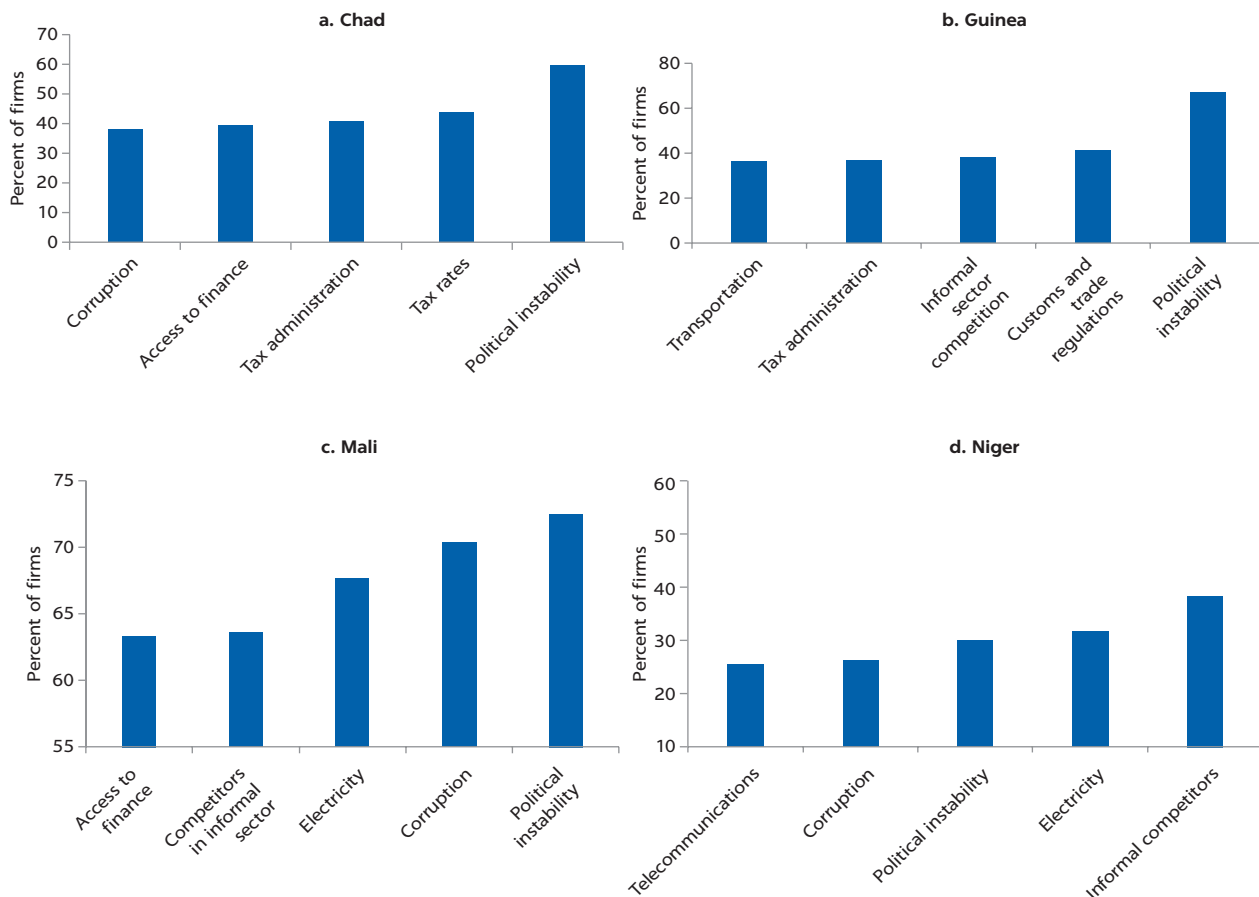 a. Chad
Percent of firms
70
60
50
40
30
20
10
0
Corruption
Access to finance
Tax administration
Tax rates
Political instability
b. Guinea
Percent of firms
80
60
40
20
0
Transportation
Tax administration
Informal
sector
competition
Customs and
trade
regulations
Political
instability
c. Mali
Percent of firms
75
70
65
60
55
Access to
finance
Competitors
in informal
sector
Electricity
Corruption
Political
instability
d. Niger
Percent of firms
60
50
40
30
20
10
Telecommunications
Corruption
Political instability
Electricity
Informal competitors